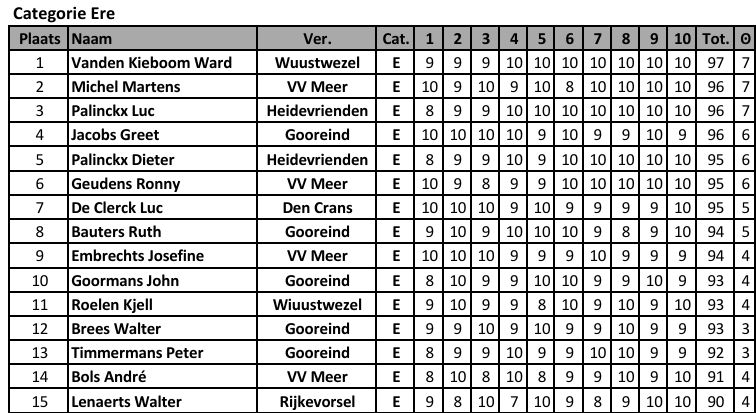 Categorie Ere
Plaats Naam Ver. Cat. 1 2 3 4 5 6 7 8 9 10 Tot. ʘ
1 Vanden Kieboom Ward Wuustwezel E 9 9 9 10 10 10 10 10 10 10 97 7
2 Michel Martens VV Meer E 10 9 10 9 10 8 10 10 10 10 96 7
3 Palinckx Luc Heidevrienden E 8 9 9 10 10 10 10 10 10 10 96 7
4 Jacobs Greet Gooreind E 10 10 10 10 9 10 9 9 10 9 96 6
5 Palinckx Dieter Heidevrienden E 8 9 9 10 9 10 10 10 10 10 95 6
6 Geudens Ronny VV Meer E 10 9 8 9 9 10 10 10 10 10 95 6
7 De Clerck Luc Den Crans E 10 10 10 9 10 9 9 9 9 10 95 5
8 Bauters Ruth Gooreind E 9 10 9 10 10 10 9 8 9 10 94 5
9 Embrechts Josefine VV Meer E 10 10 10 9 9 9 10 9 9 9 94 4
10 Goormans John Gooreind E 8 10 9 9 10 10 9 9 10 9 93 4
11 Roelen Kjell Wiuustwezel E 9 10 9 9 8 10 9 10 9 10 93 4
12 Brees Walter Gooreind E 9 9 10 9 10 9 9 10 9 9 93 3
13 Timmermans Peter Gooreind E 8 9 9 10 9 9 10 10 9 9 92 3
14 Bols André VV Meer E 8 10 8 10 8 9 9 10 9 10 91 4
15 Lenaerts Walter Rijkevorsel E 9 8 10 7 10 9 8 9 10 10 90 4